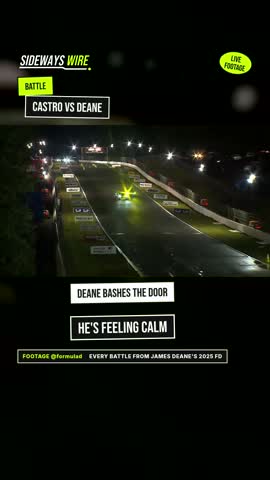 SIDEWAYS WIRE.
LIVE
FOOTAGE
BATTLE
CASTRO VS DEANE
DEANE BASHES THE DOOR
HE'S FEELING CALM
FOOTAGE @formulad EVERY BATTLE FROM JAMES DEANE'S 2025 FD